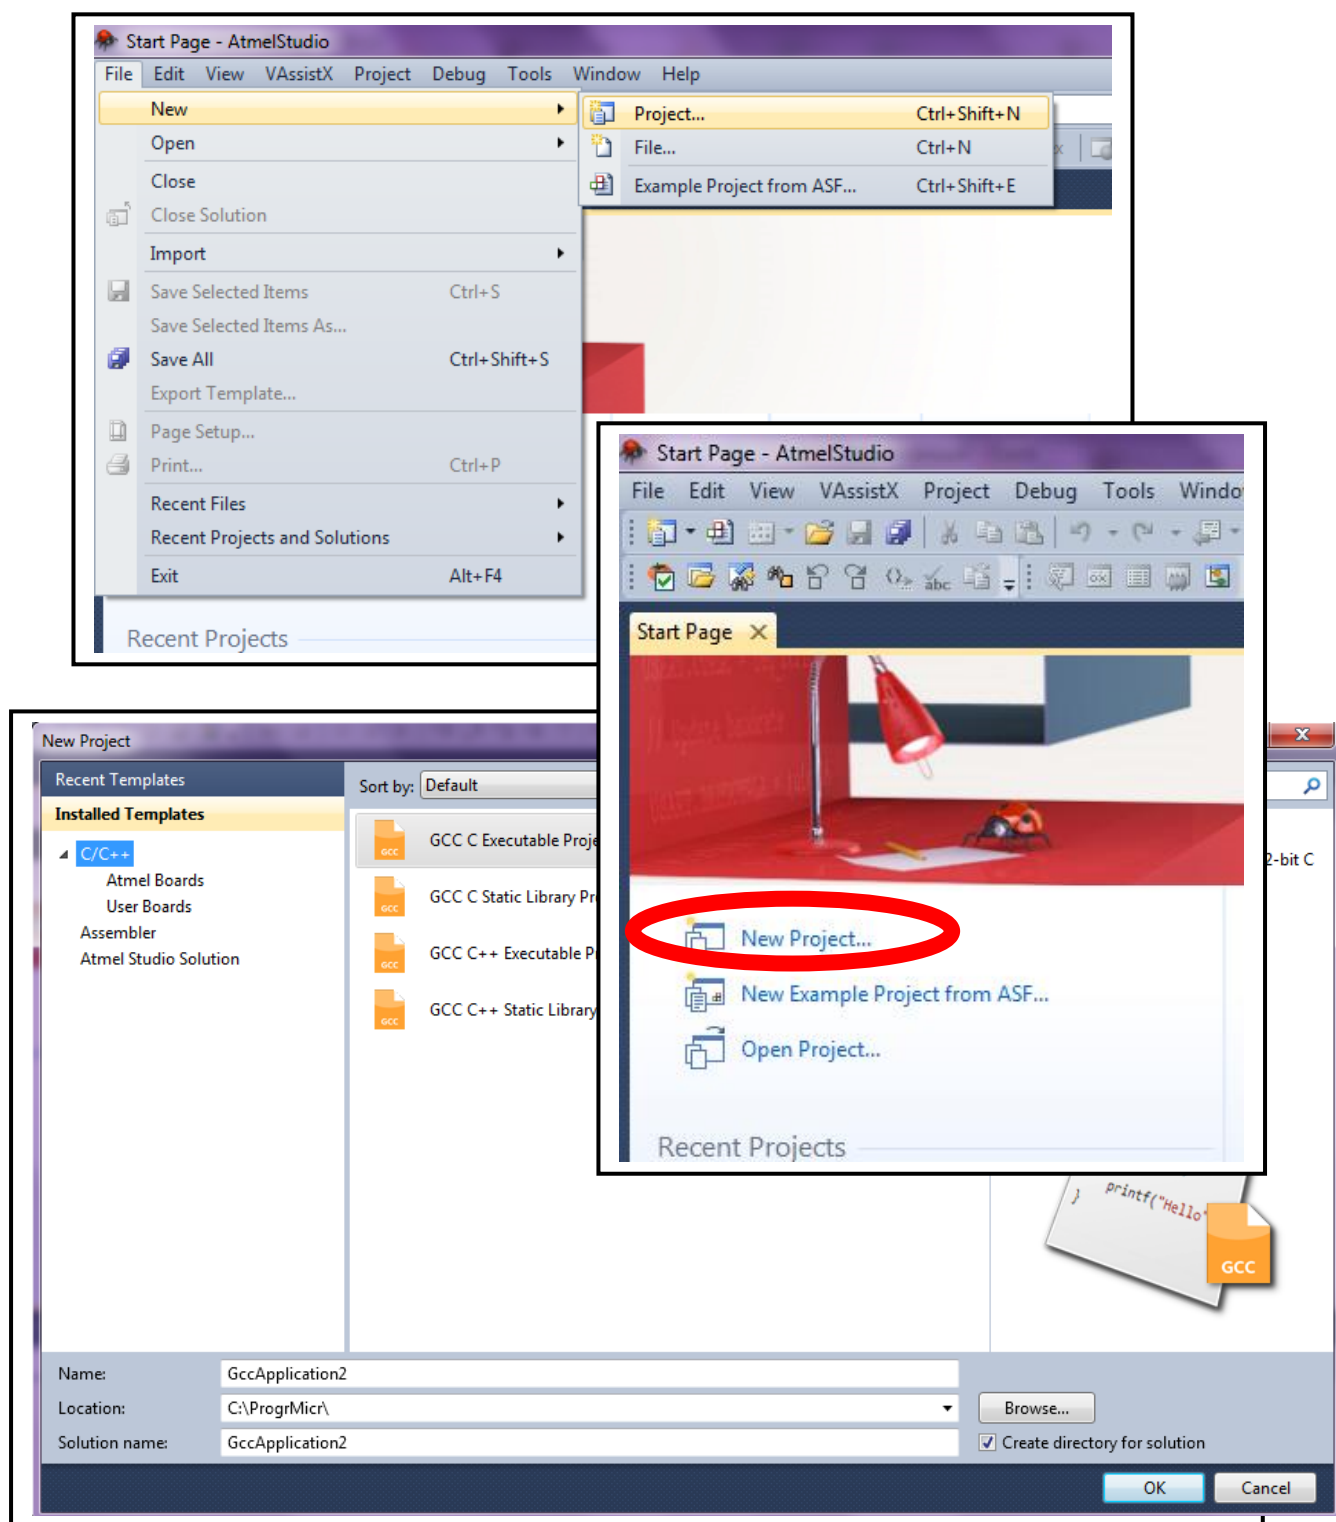 Start Page - AtmelStudio
File Edit View VAssistX Project Debug Tools Window Help
New
Open
Close
Close Solution
Import
Save Selected Items Ctrl+S
Save Selected Items As...
Save All Ctrl+Shift+S
Export Template...
Page Setup...
Print... Ctrl+P
Recent Files
Recent Projects and Solutions
Exit Alt+F4
Project... Ctrl+Shift+N
File... Ctrl+N
Example Project from ASF... Ctrl+Shift+E
Recent Projects
Start Page - AtmelStudio
File Edit View VAssistX Project Debug Tools Windo
Start Page
New Project...
New Example Project from ASF...
Open Project...
Recent Projects
New Project
Recent Templates
Installed Templates
C/C++
Atmel Boards
User Boards
Assembler
Atmel Studio Solution
Sort by: Default
GCC C Executable Proje
GCC C Static Library Pr
GCC C++ Executable P
GCC C++ Static Library
2-bit C
printf("Hello"
}
GCC
Name: GccApplication2
Location: C:\ProgrMicr\
Browse...
Solution name: GccApplication2
Create directory for solution
OK Cancel